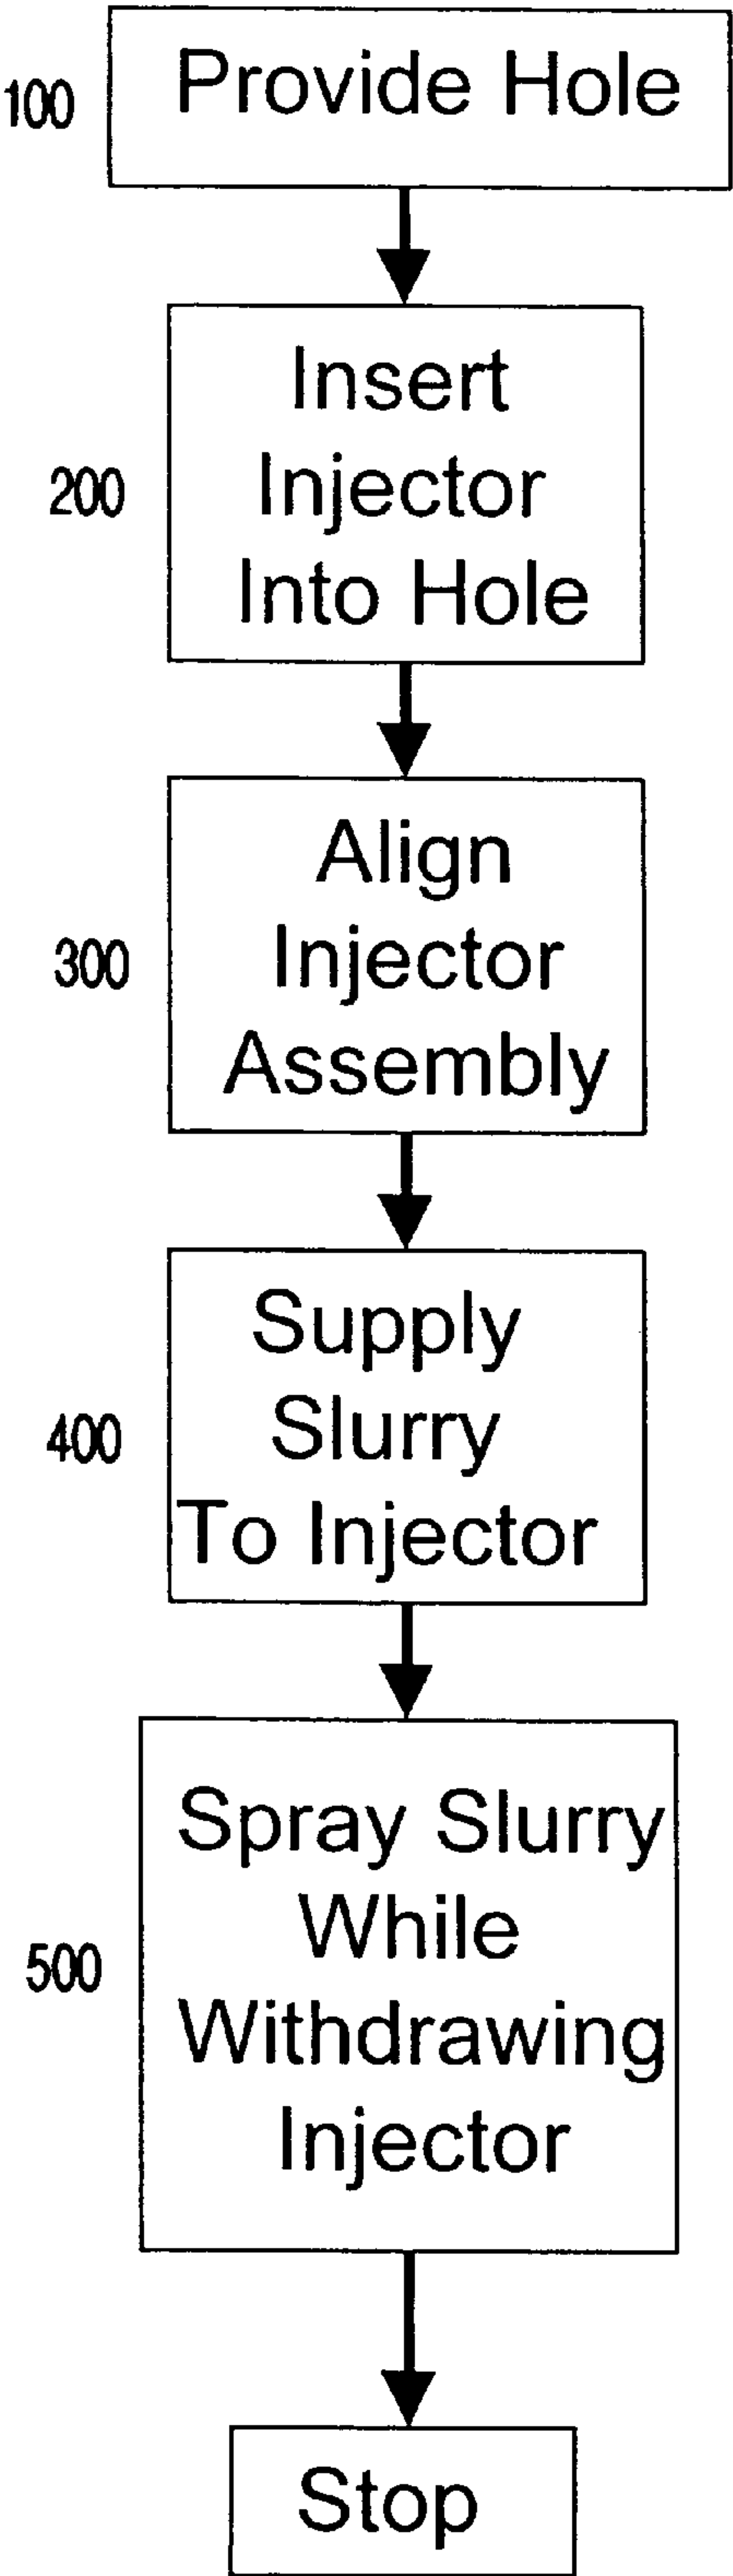 100
Provide Hole
200
Insert
Injector
Into Hole
300
Align
Injector
Assembly
400
Supply
Slurry
To Injector
500
Spray Slurry
While
Withdrawing
Injector
Stop